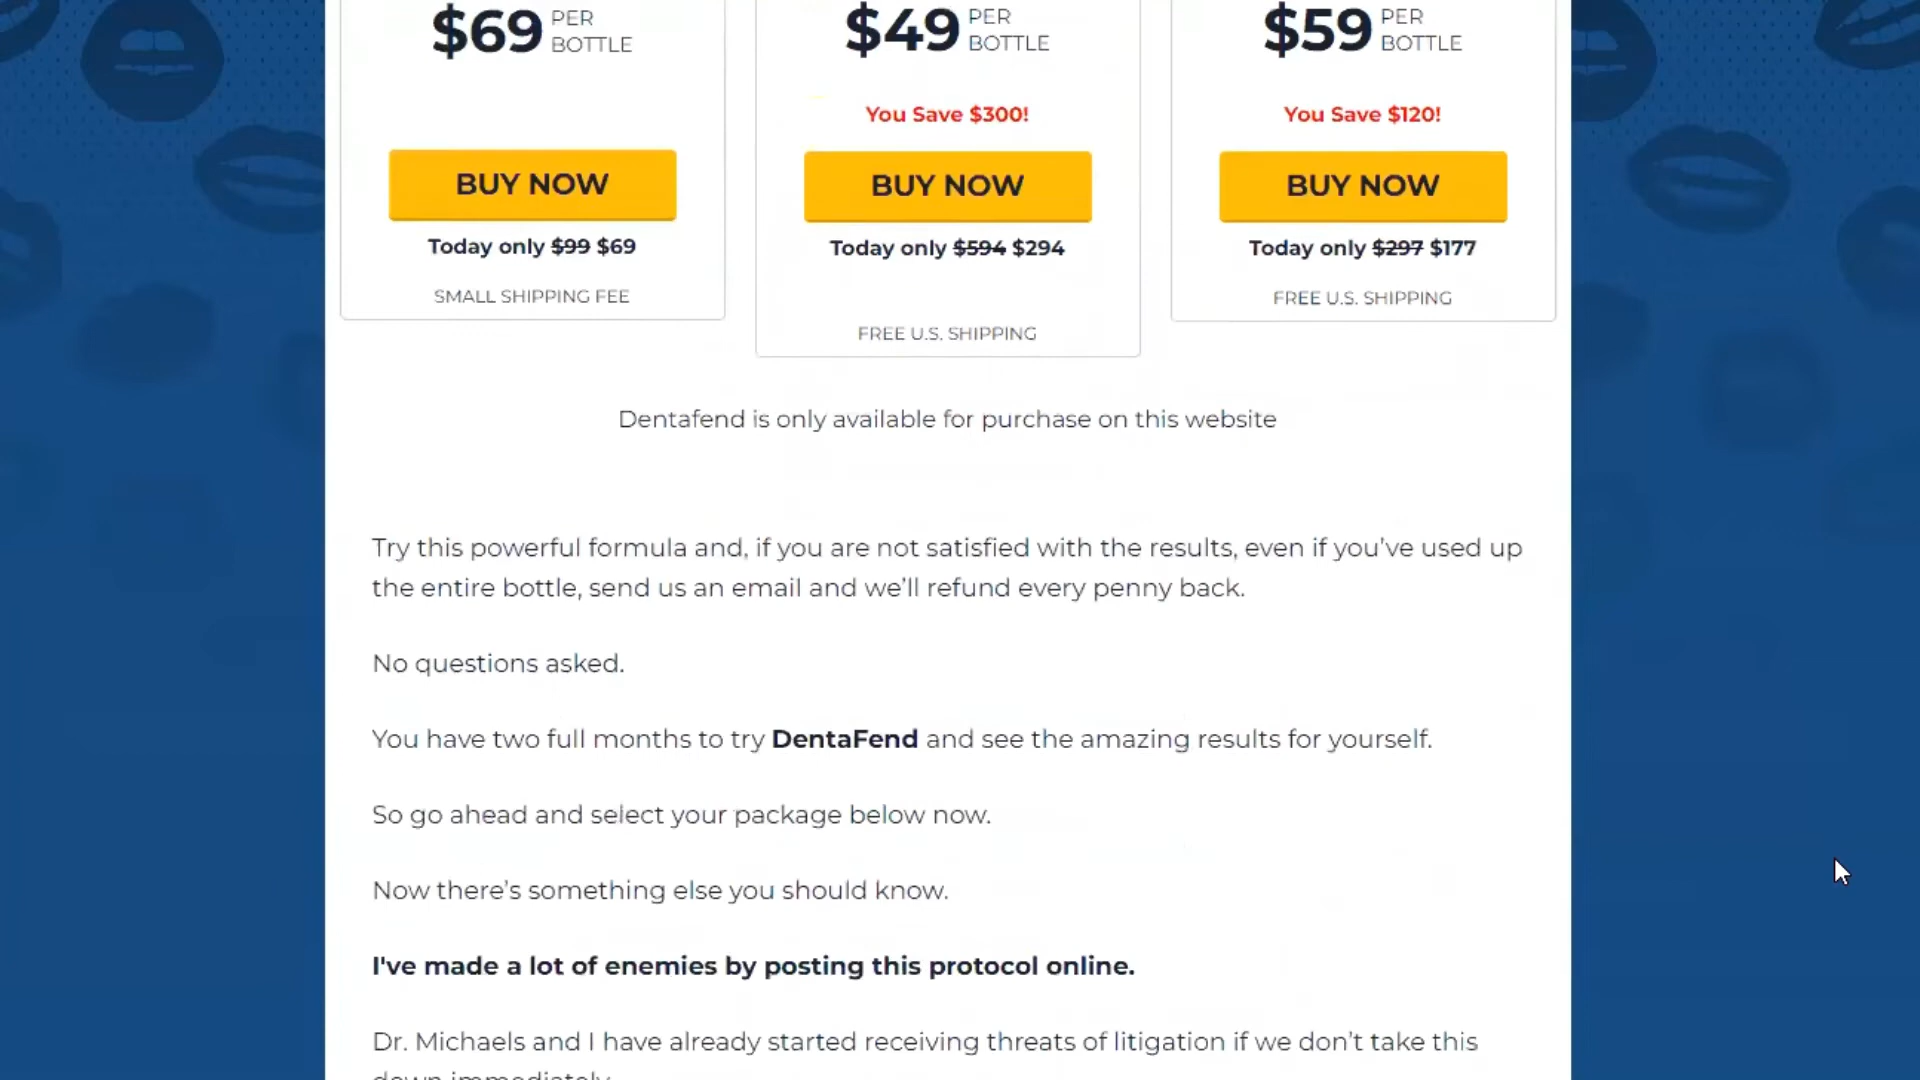 $69 PER BOTTLE
BUY NOW
Today only $99 $69
SMALL SHIPPING FEE
$49 PER BOTTLE
You Save $300!
BUY NOW
Today only $594 $294
FREE U.S. SHIPPING
$59 PER BOTTLE
You Save $120!
BUY NOW
Today only $297 $177
FREE U.S. SHIPPING
Dentafend is only available for purchase on this website
Try this powerful formula and, if you are not satisfied with the results, even if you’ve used up
the entire bottle, send us an email and we’ll refund every penny back.
No questions asked.
You have two full months to try DentaFend and see the amazing results for yourself.
So go ahead and select your package below now.
Now there’s something else you should know.
I've made a lot of enemies by posting this protocol online.
Dr. Michaels and I have already started receiving threats of litigation if we don’t take this
down immediately.